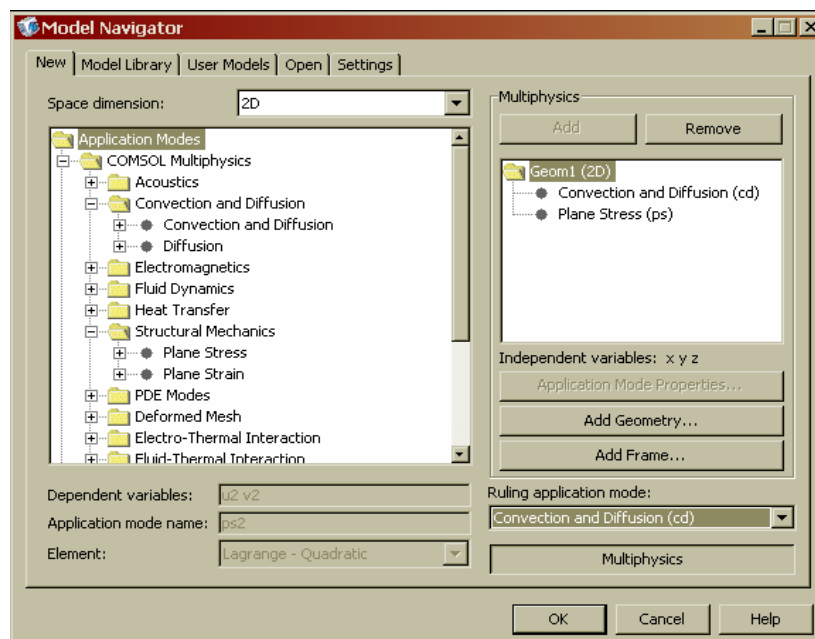 Model Navigator
New Model Library User Models Open Settings
Space dimension: 2D
Application Modes
COMSOL Multiphysics
Acoustics
Convection and Diffusion
Convection and Diffusion
Diffusion
Electromagnetics
Fluid Dynamics
Heat Transfer
Structural Mechanics
Plane Stress
Plane Strain
PDE Modes
Deformed Mesh
Electro-Thermal Interaction
Fluid-Thermal Interaction
Dependent variables: u2 v2
Application mode name: ps2
Element: Lagrange - Quadratic
Multiphysics
Add Remove
Geom1 (2D)
Convection and Diffusion (cd)
Plane Stress (ps)
Independent variables: x y z
Application Mode Properties...
Add Geometry...
Add Frame...
Ruling application mode:
Convection and Diffusion (cd)
Multiphysics
OK Cancel Help